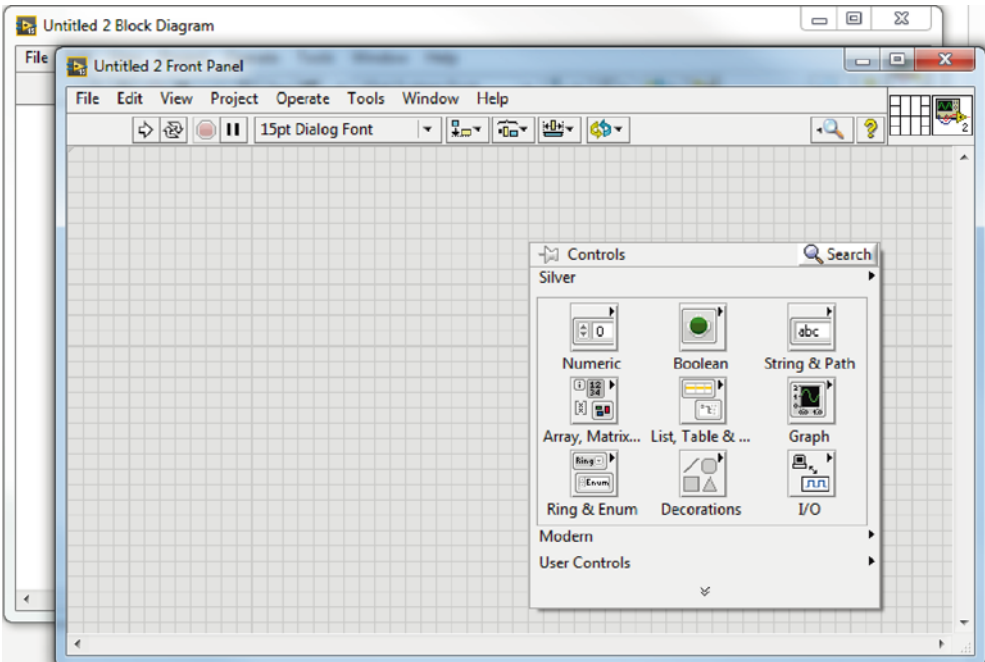 Untitled 2 Block Diagram
File
Untitled 2 Front Panel
File Edit View Project Operate Tools Window Help
15pt Dialog Font
2
Controls Search
Silver
0 abc
Numeric Boolean String & Path
12
34
Array, Matrix... List, Table & ... Graph
Ring
Enum
Ring & Enum Decorations I/O
Modern
User Controls